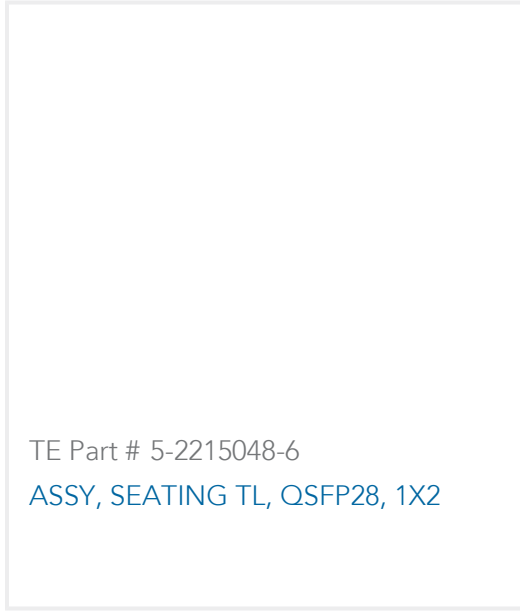 TE Part # 5-2215048-6
ASSY, SEATING TL, QSFP28, 1X2